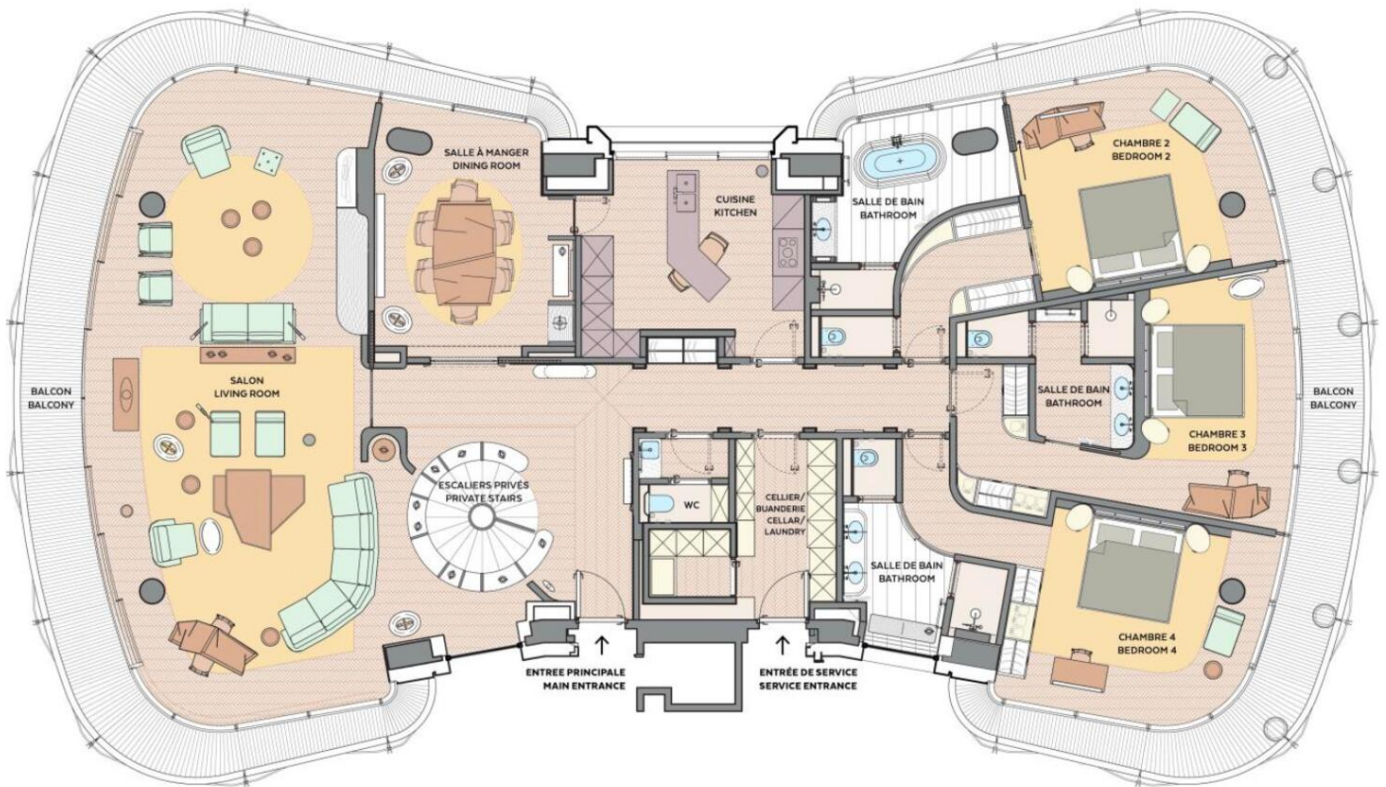 SALLE À MANGER
DINING ROOM
CUISINE
KITCHEN
SALLE DE BAIN
BATHROOM
CHAMBRE 2
BEDROOM 2
SALON
LIVING ROOM
BALCON
BALCONY
SALLE DE BAIN
BATHROOM
CHAMBRE 3
BEDROOM 3
BALCON
BALCONY
ESCALIERS PRIVÉS
PRIVATE STAIRS
WC
CELLIER/
BUANDERIE
CELLAR/
LAUNDRY
SALLE DE BAIN
BATHROOM
CHAMBRE 4
BEDROOM 4
ENTREE PRINCIPALE
MAIN ENTRANCE
ENTRÉE DE SERVICE
SERVICE ENTRANCE